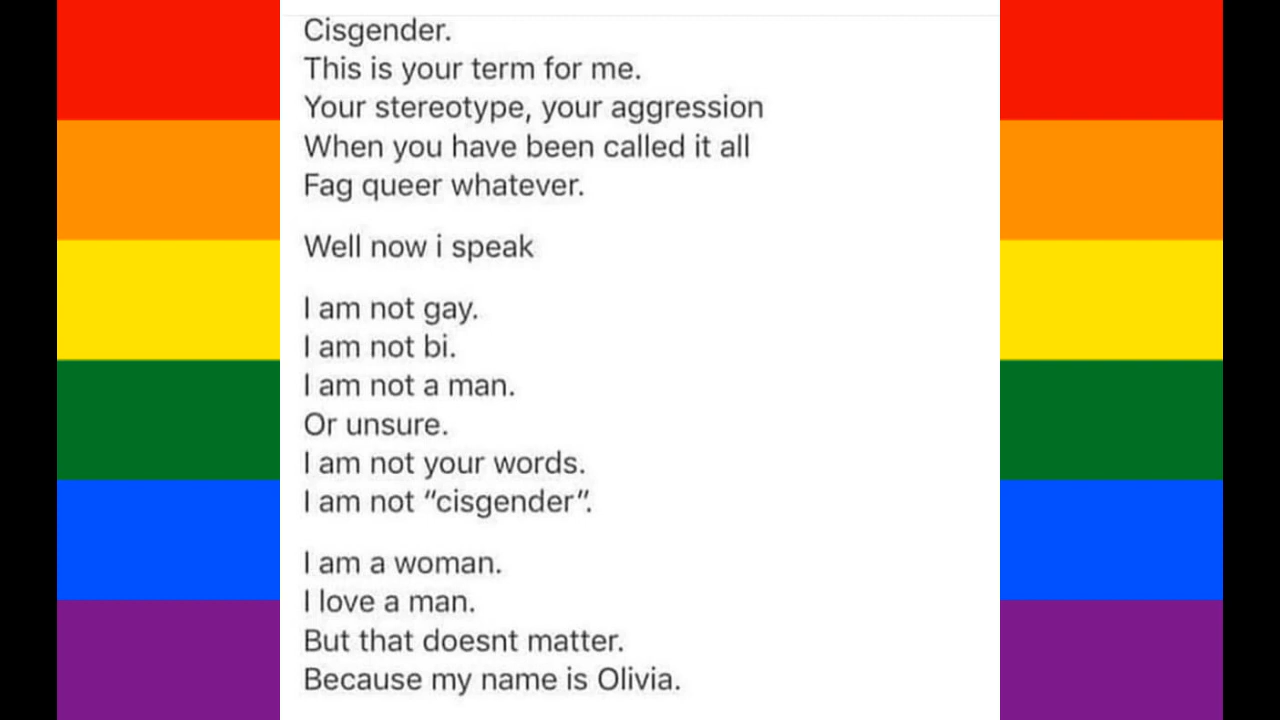 Cisgender.
This is your term for me.
Your stereotype, your aggression
When you have been called it all
Fag queer whatever.
Well now i speak
I am not gay.
I am not bi.
I am not a man.
Or unsure.
I am not your words.
I am not “cisgender”.
I am a woman.
I love a man.
But that doesnt matter.
Because my name is Olivia.